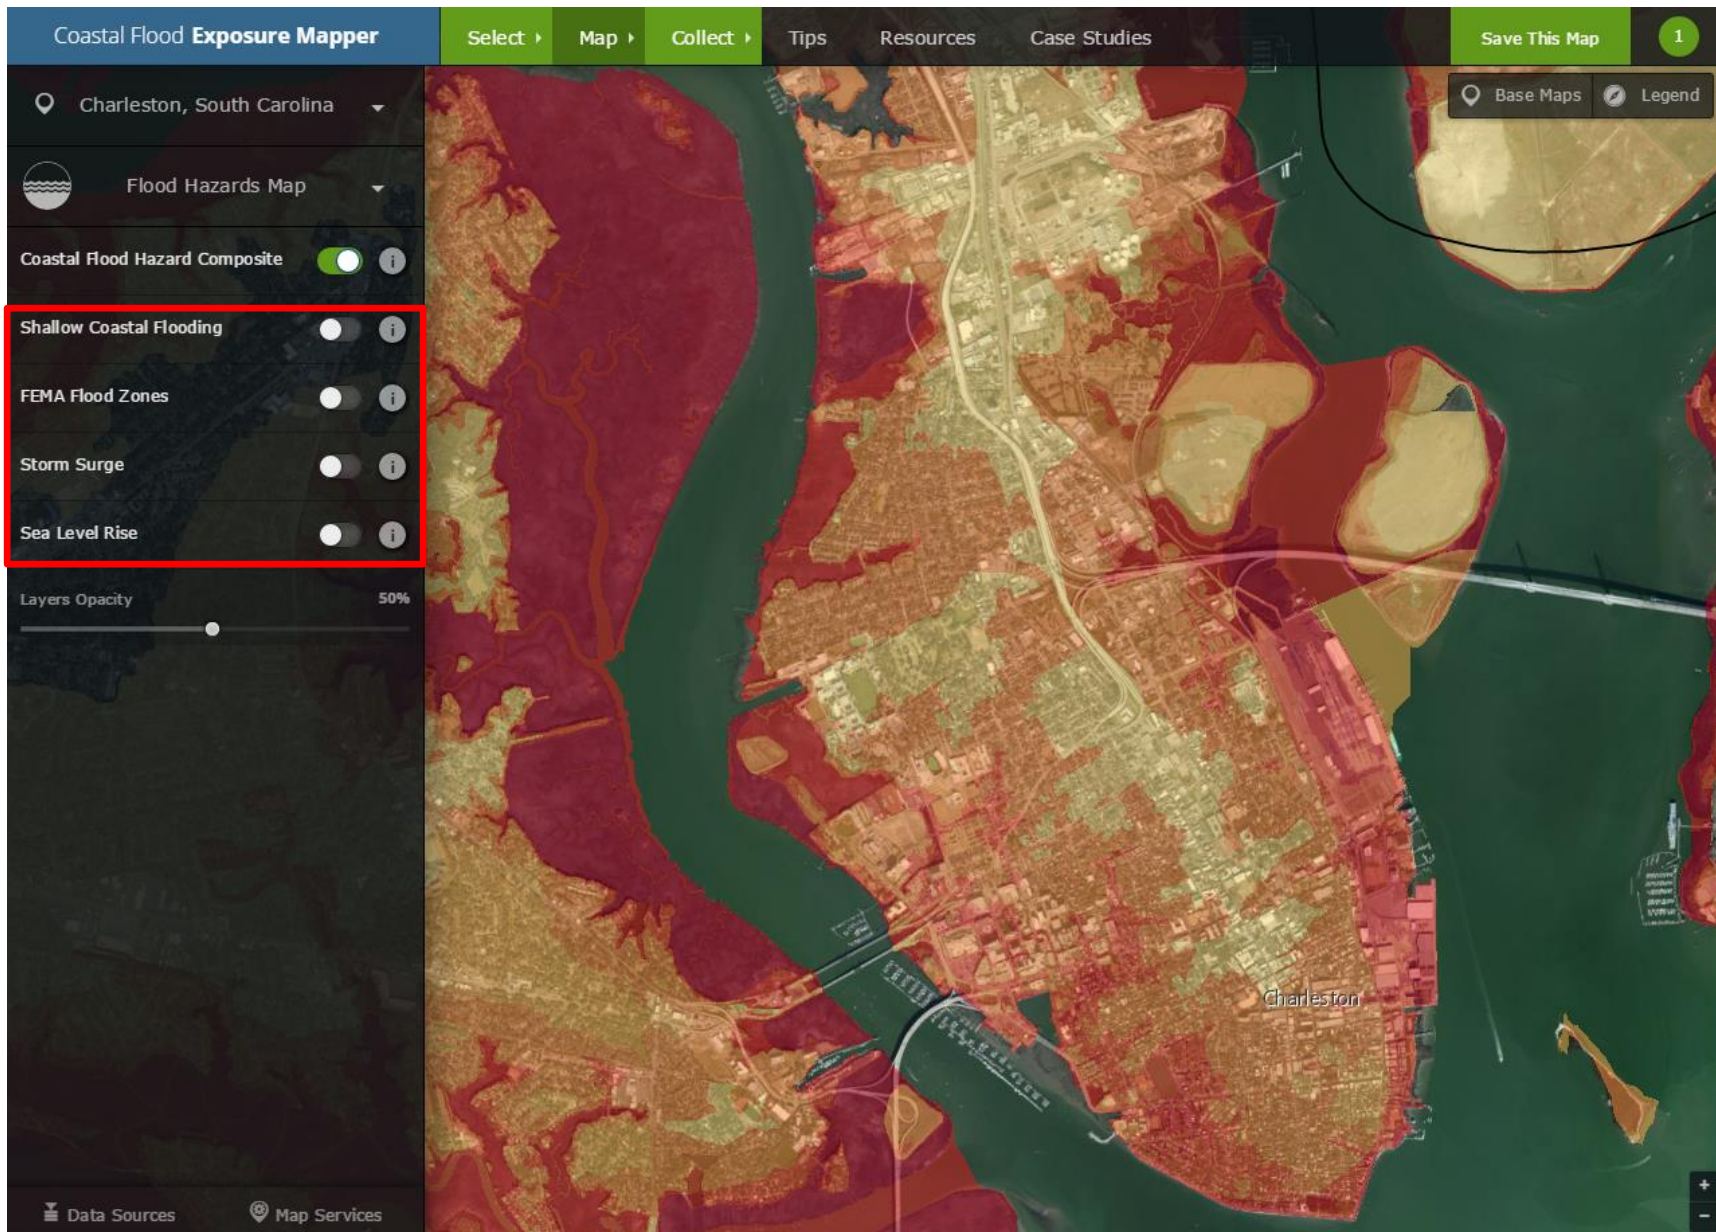 Coastal Flood Exposure Mapper
Select
Map
Collect
Tips
Resources
Case Studies
Save This Map
1
Charleston, South Carolina
Base Maps
Legend
Flood Hazards Map
Coastal Flood Hazard Composite
i
Shallow Coastal Flooding
i
FEMA Flood Zones
i
Storm Surge
i
Sea Level Rise
i
Layers Opacity
50%
Charleston
+
−
Data Sources
Map Services